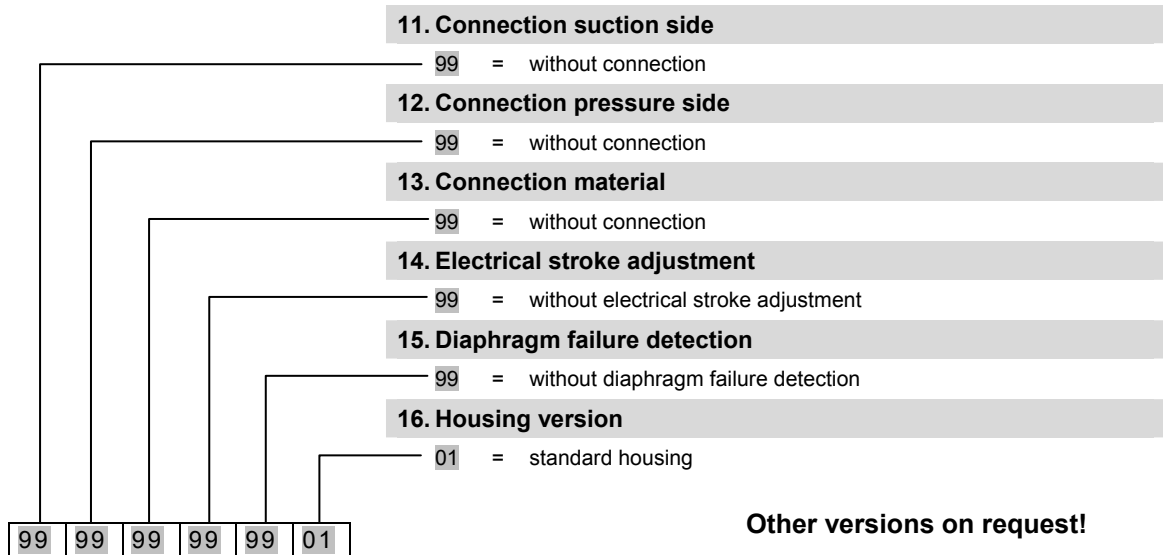 11. Connection suction side
99 = without connection
12. Connection pressure side
99 = without connection
13. Connection material
99 = without connection
14. Electrical stroke adjustment
99 = without electrical stroke adjustment
15. Diaphragm failure detection
99 = without diaphragm failure detection
16. Housing version
01 = standard housing
Other versions on request!
99 99 99 99 99 01